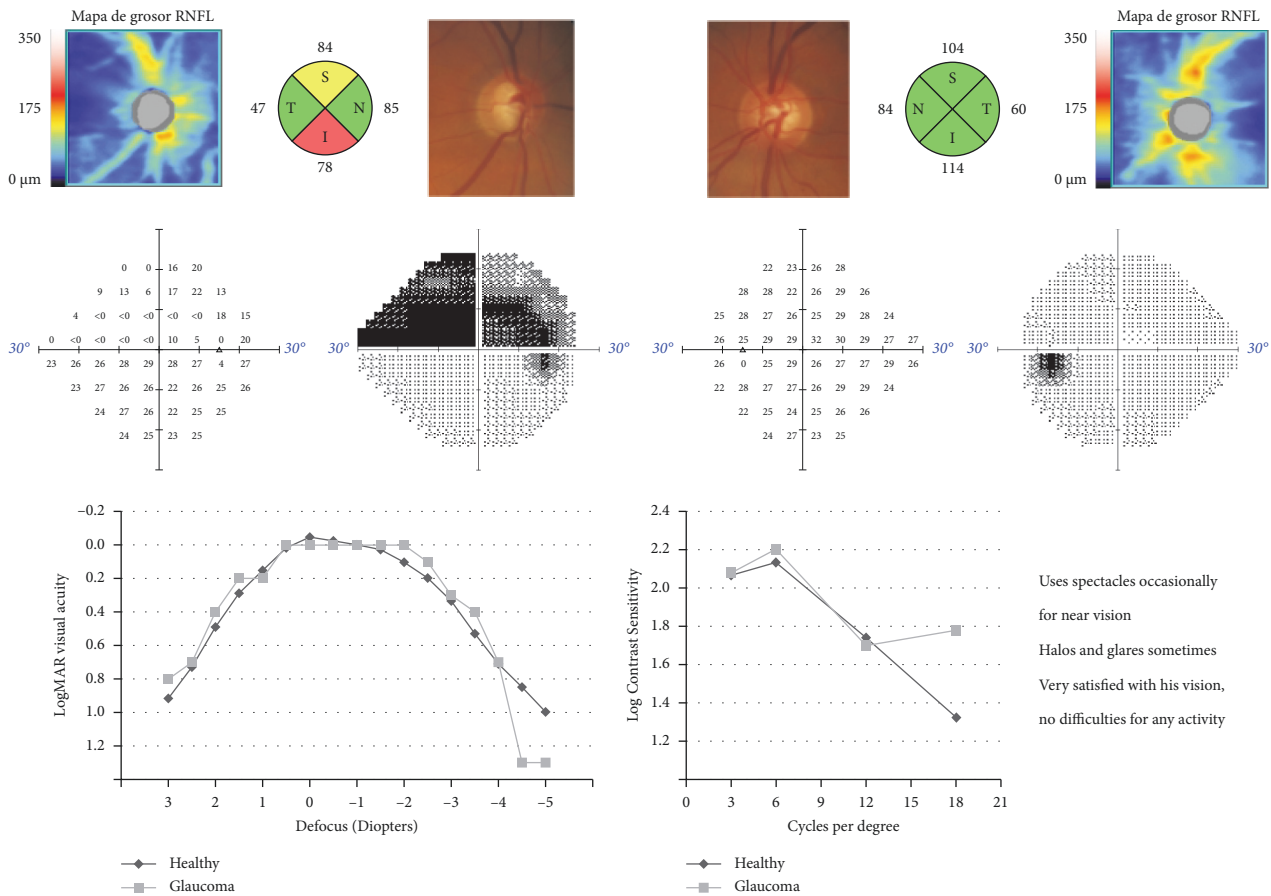 Mapa de grosor RNFL
350
175
0 μm
84
S
47 T N 85
I
78
104
S
84 N T 60
I
114
Mapa de grosor RNFL
350
175
0 μm
0 0 16 20
9 13 6 17 22 13
4 <0 <0 <0 <0 0 18 15
0 <0 <0 <0 10 5 0 20
30° 30°
23 26 26 28 29 28 27 4 27
23 27 26 26 22 26 25 26
24 27 26 22 25 25
24 25 23 25
30° 30°
22 23 26 28
28 28 22 26 29 26
25 28 27 26 25 29 28 24
26 25 29 29 32 30 29 27 27
30° 30°
26 0 25 29 26 28 29 27 29 26
22 28 27 27 26 29 29 24
22 25 24 25 26 26
24 27 23 25
30° 30°
LogMAR visual acuity
−0.2
0.0
0.2
0.4
0.6
0.8
1.0
1.2
3 2 1 0 −1 −2 −3 −4 −5
Defocus (Diopters)
Healthy
Glaucoma
Log Contrast Sensitivity
2.4
2.2
2.0
1.8
1.6
1.4
1.2
0 3 6 9 12 15 18 21
Cycles per degree
Healthy
Glaucoma
Uses spectacles occasionally
for near vision
Halos and glares sometimes
Very satisfied with his vision,
no difficulties for any activity